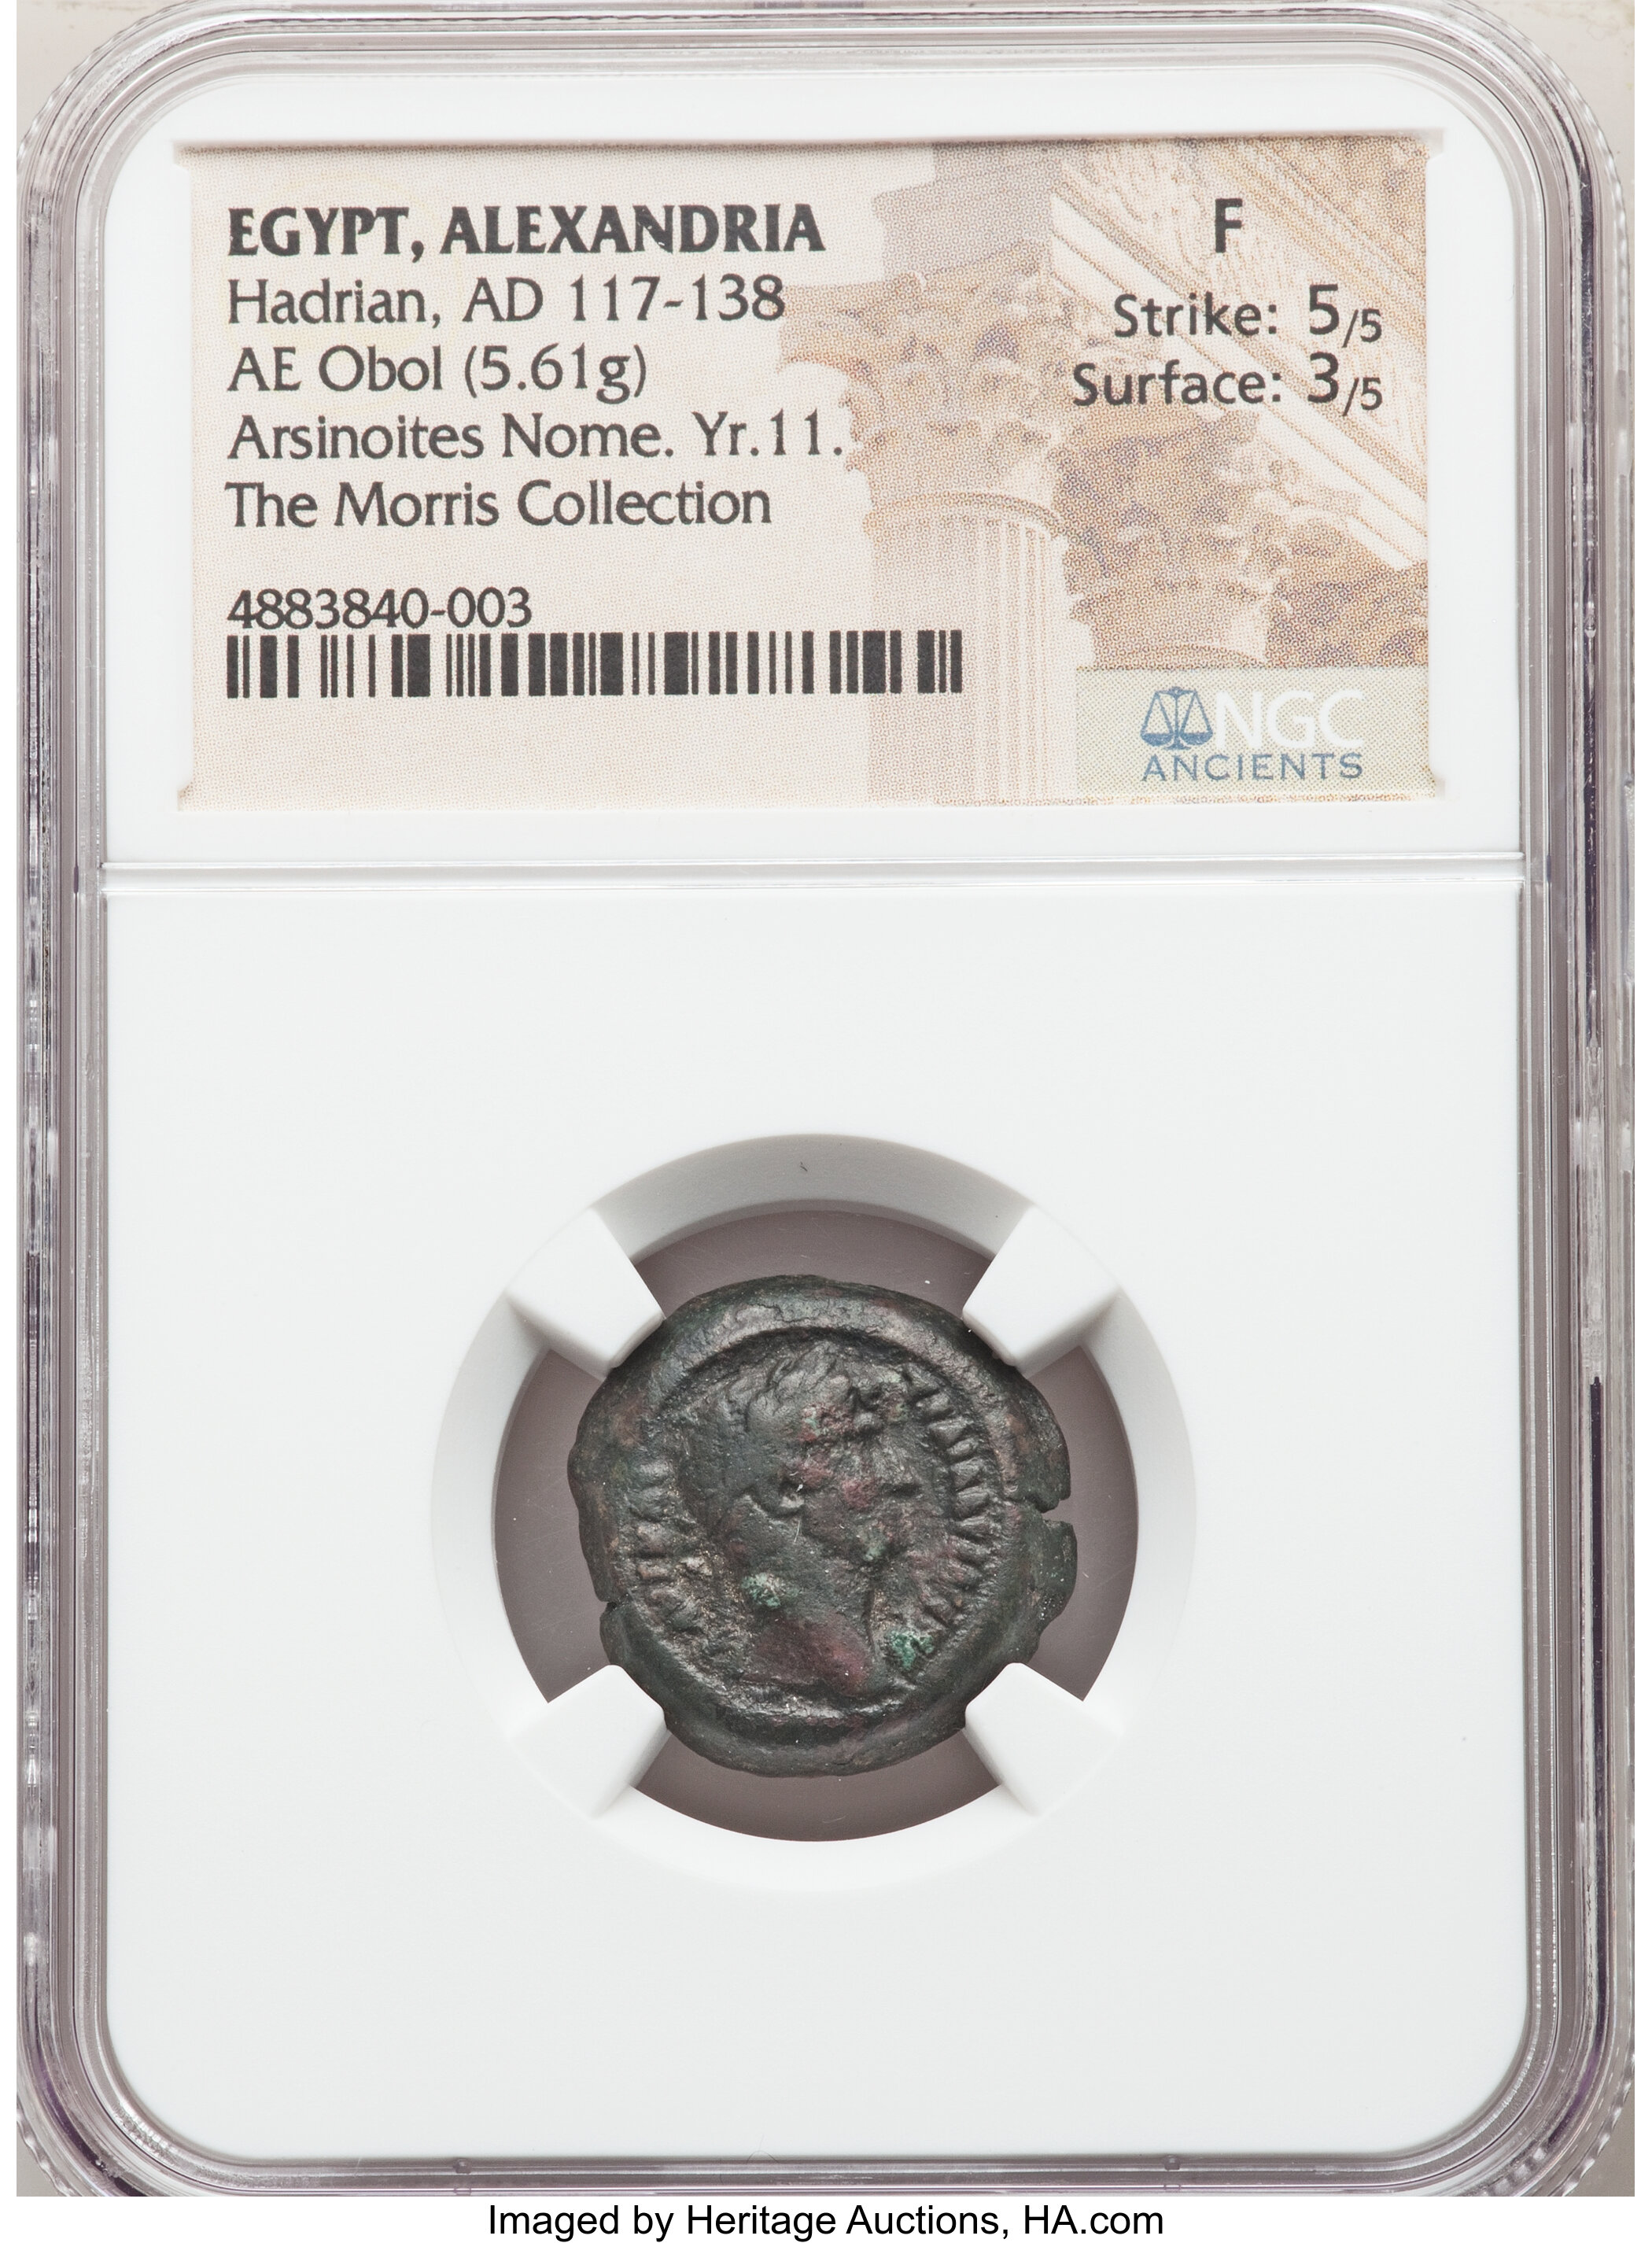 EGYPT, ALEXANDRIA
Hadrian, AD 117-138
AE Obol (5.61g)
Arsinoites Nome. Yr.11.
The Morris Collection
4883840-003
F
Strike: 5/5
Surface: 3/5
NGC
ANCIENTS
Imaged by Heritage Auctions, HA.com